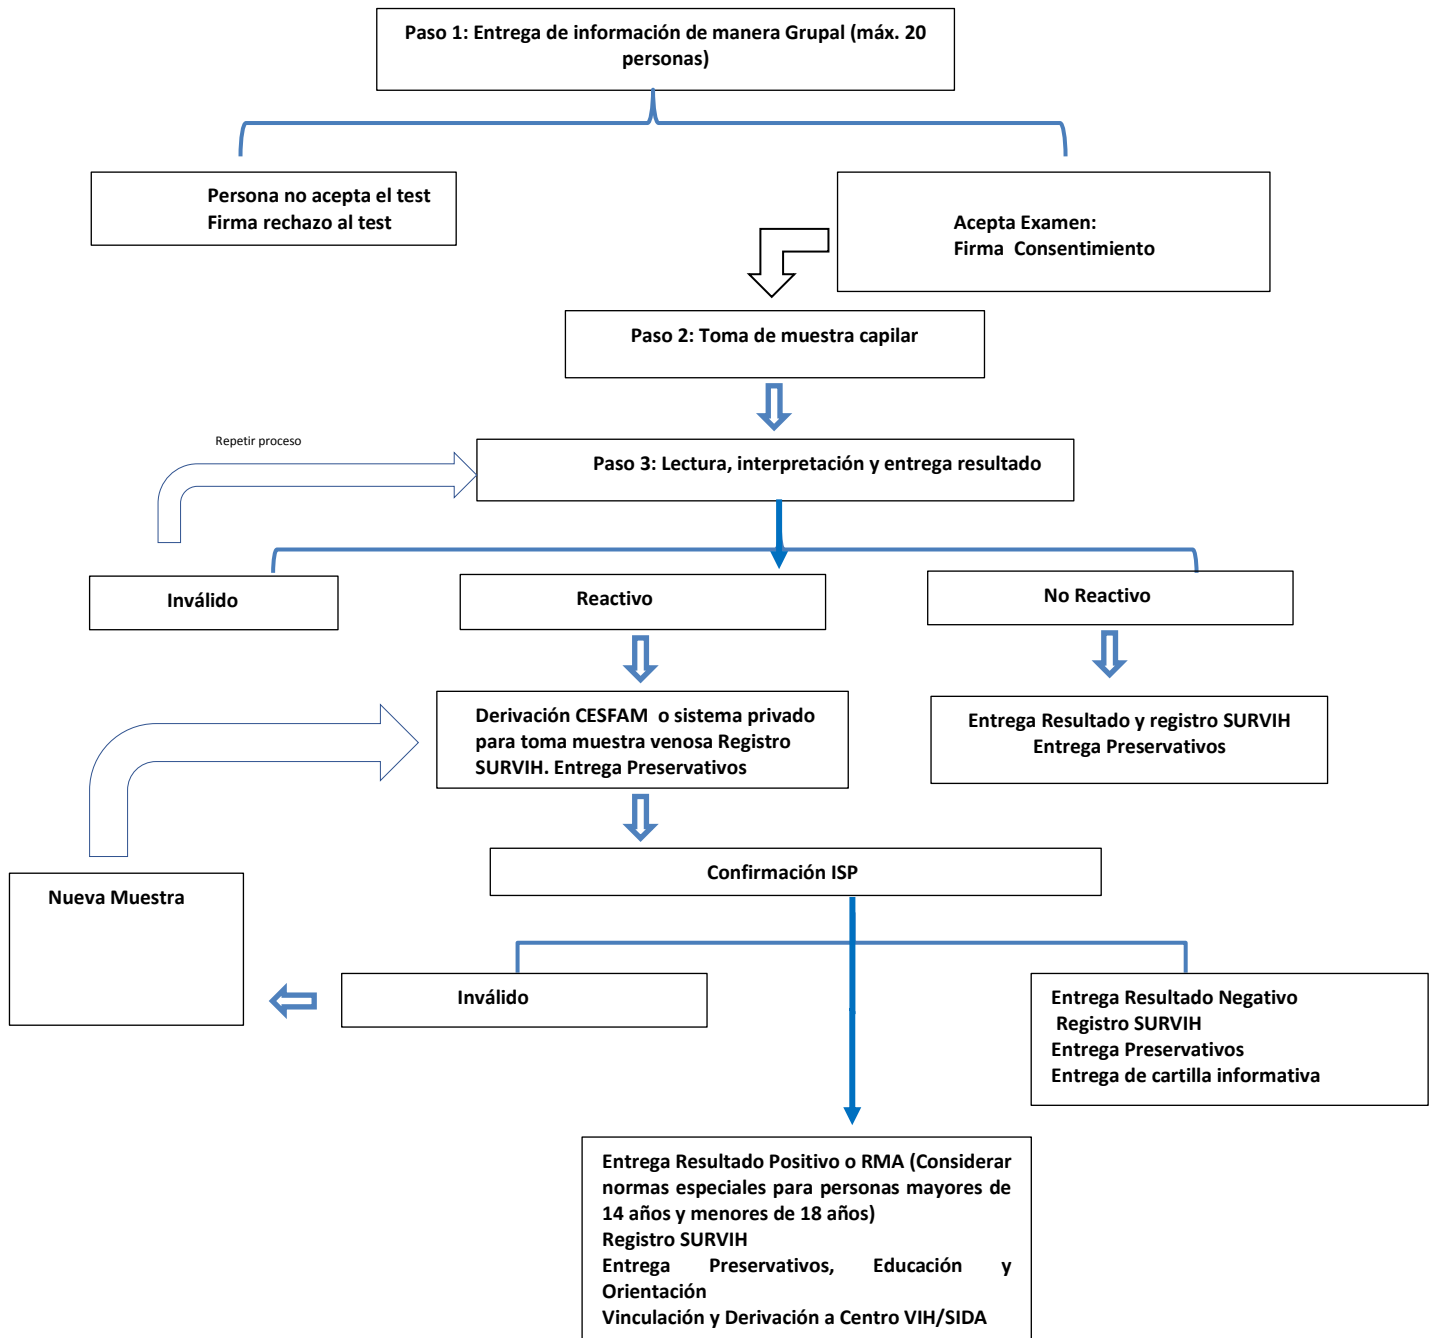 Paso 1: Entrega de información de manera Grupal (máx. 20
personas)
Persona no acepta el test
Firma rechazo al test
Acepta Examen:
Firma  Consentimiento
Paso 2: Toma de muestra capilar
Repetir proceso
Paso 3: Lectura, interpretación y entrega resultado
Inválido
Reactivo
No Reactivo
Derivación CESFAM  o sistema privado
para toma muestra venosa Registro
SURVIH. Entrega Preservativos
Entrega Resultado y registro SURVIH
Entrega Preservativos
Confirmación ISP
Nueva Muestra
Inválido
Entrega Resultado Negativo
Registro SURVIH
Entrega Preservativos
Entrega de cartilla informativa
Entrega Resultado Positivo o RMA (Considerar
normas especiales para personas mayores de
14 años y menores de 18 años)
Registro SURVIH
Entrega Preservativos, Educación y
Orientación
Vinculación y Derivación a Centro VIH/SIDA